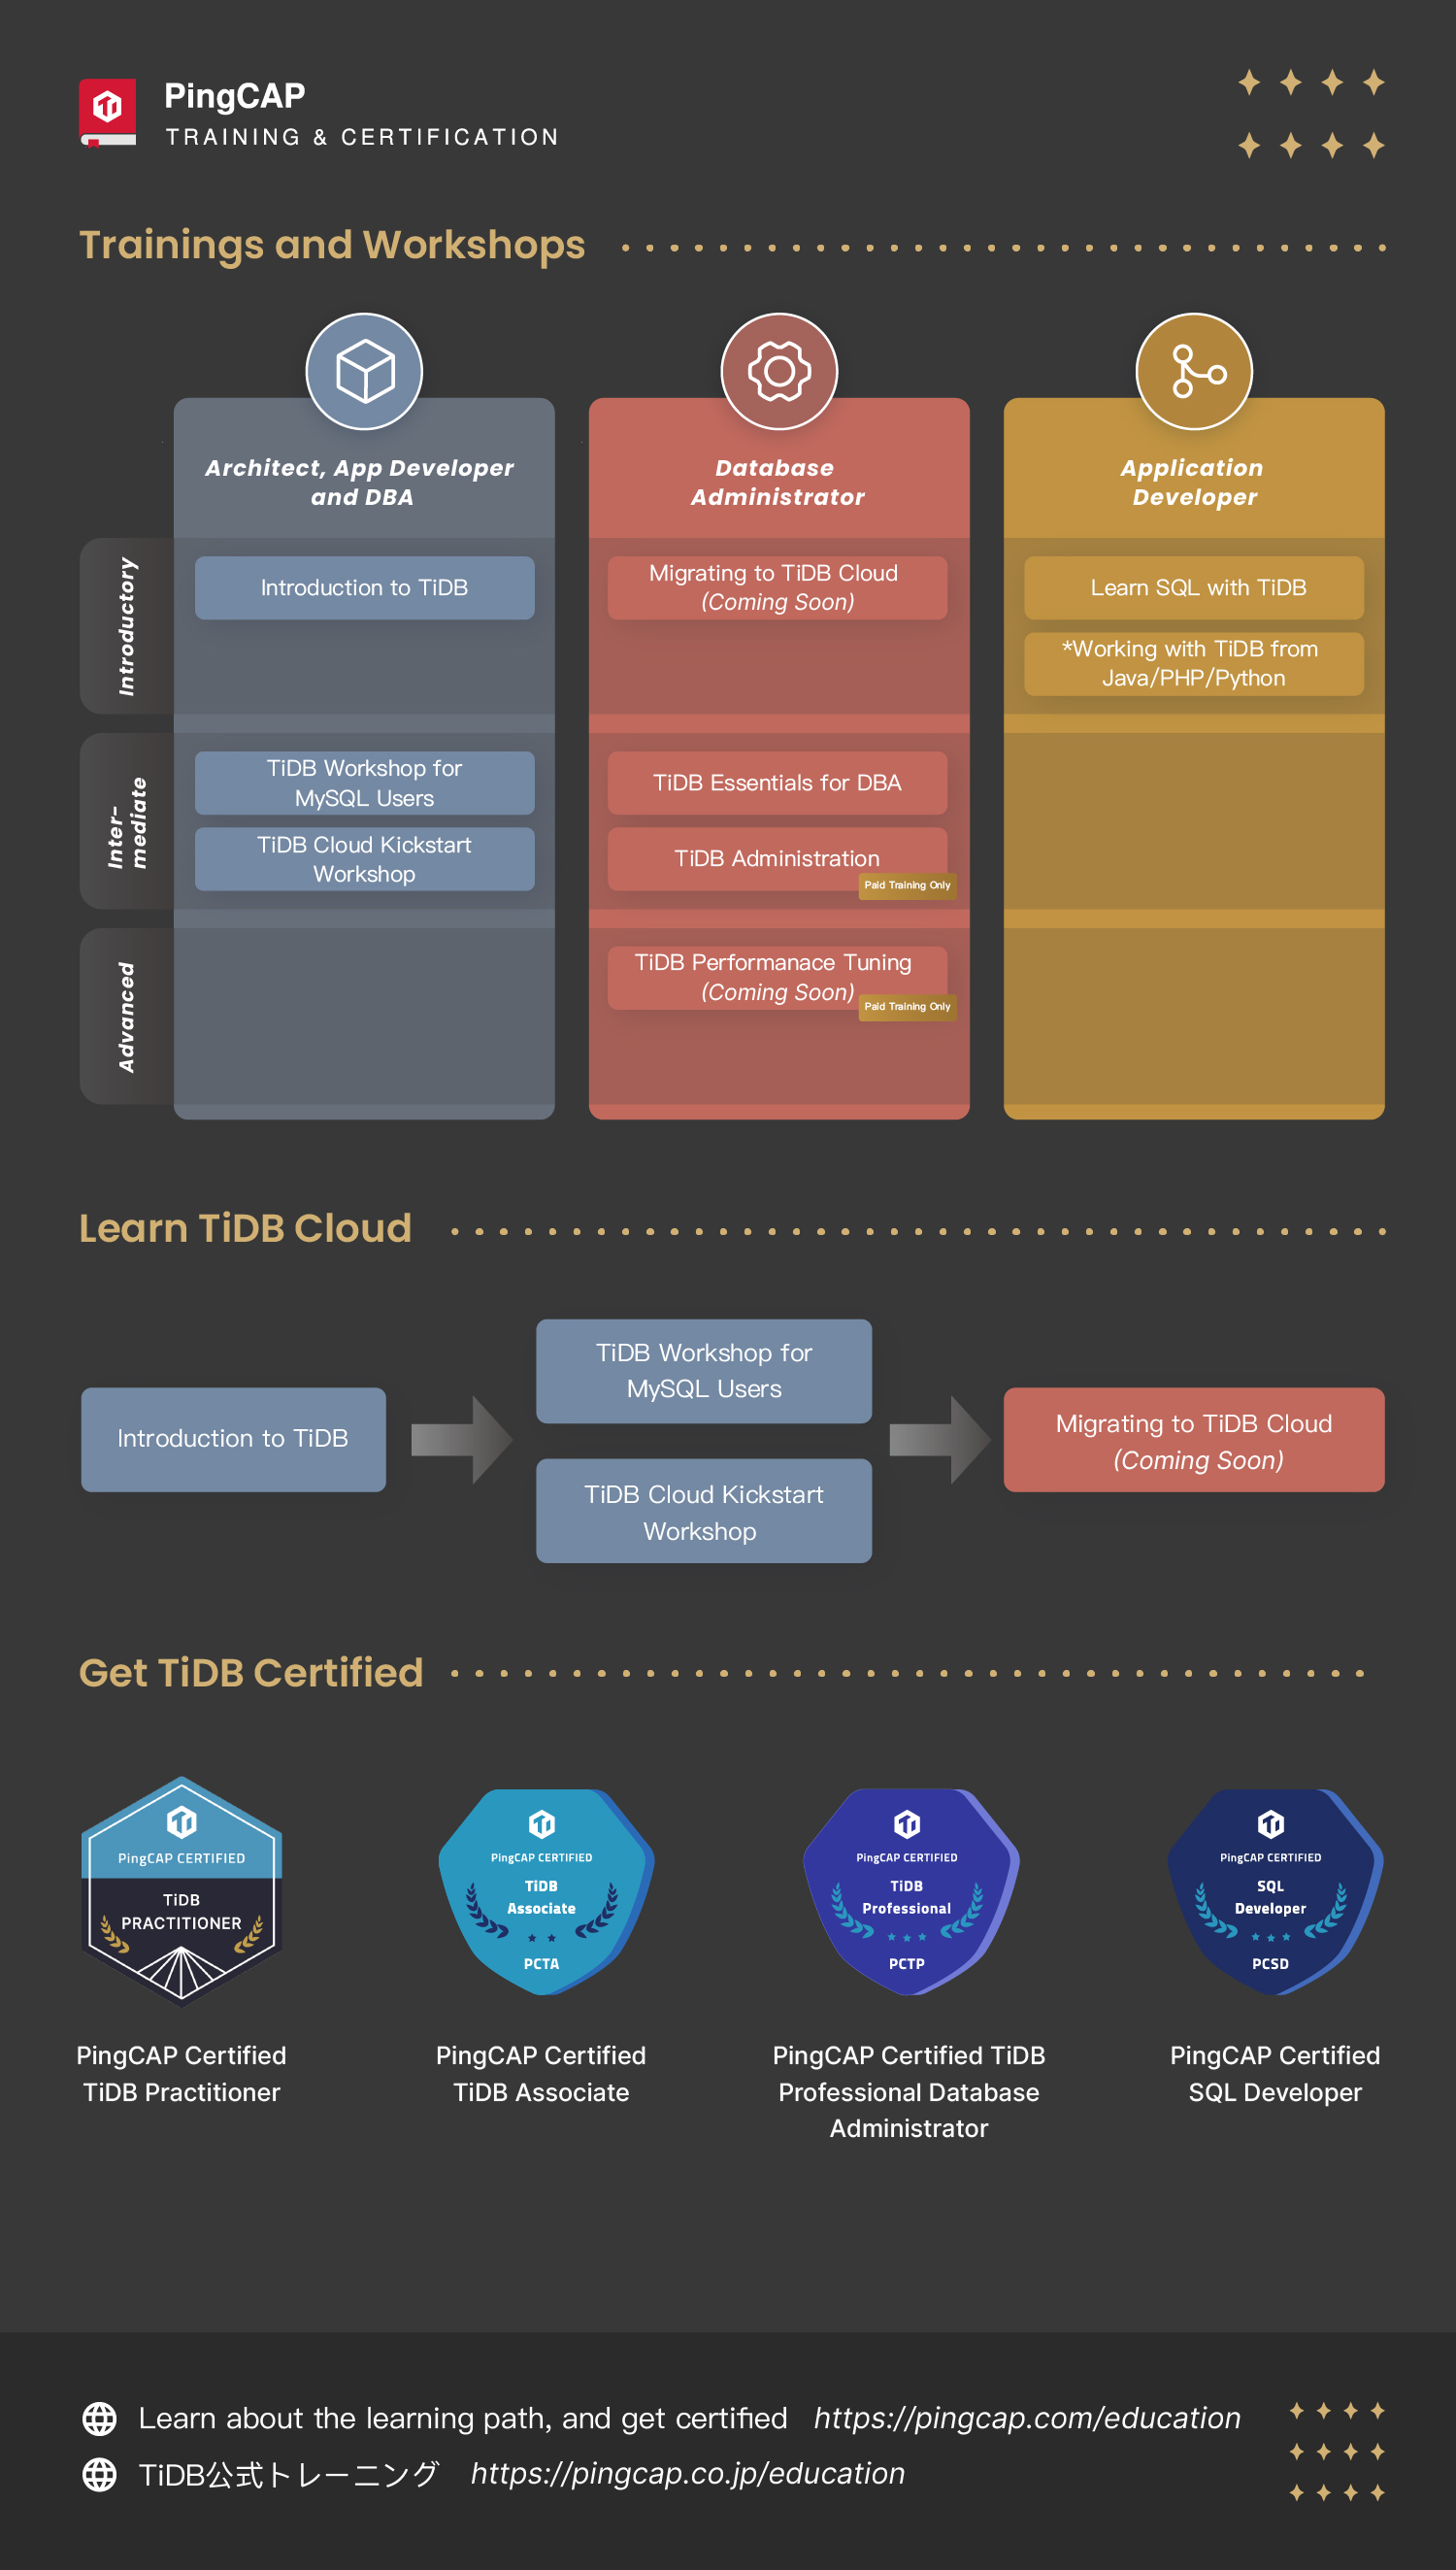 PingCAP
TRAINING & CERTIFICATION
Trainings and Workshops
Architect, App Developer
and DBA
Database
Administrator
Application
Developer
Introductory
Introduction to TiDB
Migrating to TiDB Cloud
(Coming Soon)
Learn SQL with TiDB
*Working with TiDB from
Java/PHP/Python
Inter-
mediate
TiDB Workshop for
MySQL Users
TiDB Cloud Kickstart
Workshop
TiDB Essentials for DBA
TiDB Administration
Paid Training Only
Advanced
TiDB Performanace Tuning
(Coming Soon)
Paid Training Only
Learn TiDB Cloud
Introduction to TiDB
TiDB Workshop for
MySQL Users
TiDB Cloud Kickstart
Workshop
Migrating to TiDB Cloud
(Coming Soon)
Get TiDB Certified
PingCAP CERTIFIED
TiDB
PRACTITIONER
PingCAP Certified
TiDB Practitioner
PingCAP CERTIFIED
TiDB
Associate
PCTA
PingCAP Certified
TiDB Associate
PingCAP CERTIFIED
TiDB
Professional
PCTP
PingCAP Certified TiDB
Professional Database
Administrator
PingCAP CERTIFIED
SQL
Developer
PCSD
PingCAP Certified
SQL Developer
Learn about the learning path, and get certified https://pingcap.com/education
TiDB公式トレーニング https://pingcap.co.jp/education